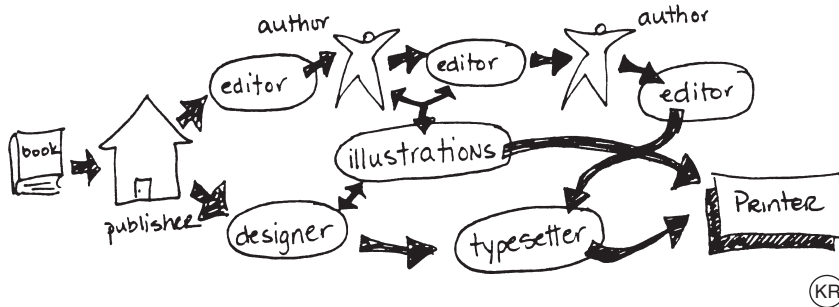 book
publisher
editor
author
editor
author
editor
illustrations
designer
typesetter
Printer
KR